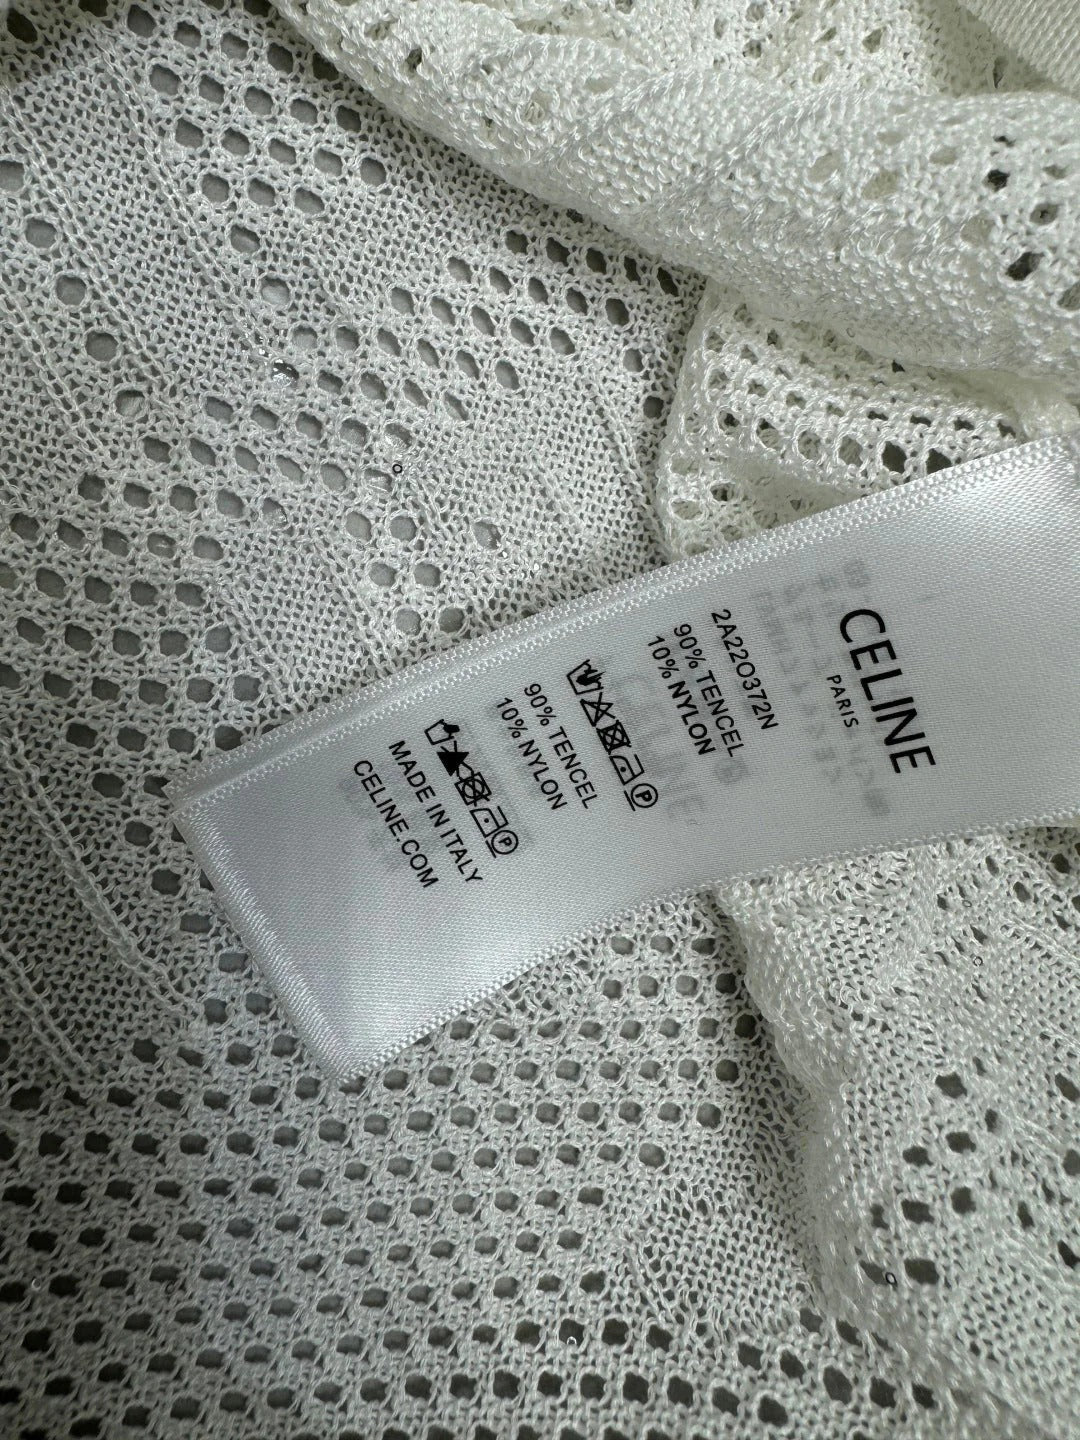 CELINE
PARIS
2A22O372N
90% TENCEL
10% NYLON
P
90% TENCEL
10% NYLON
P
MADE IN ITALY
CELINE.COM